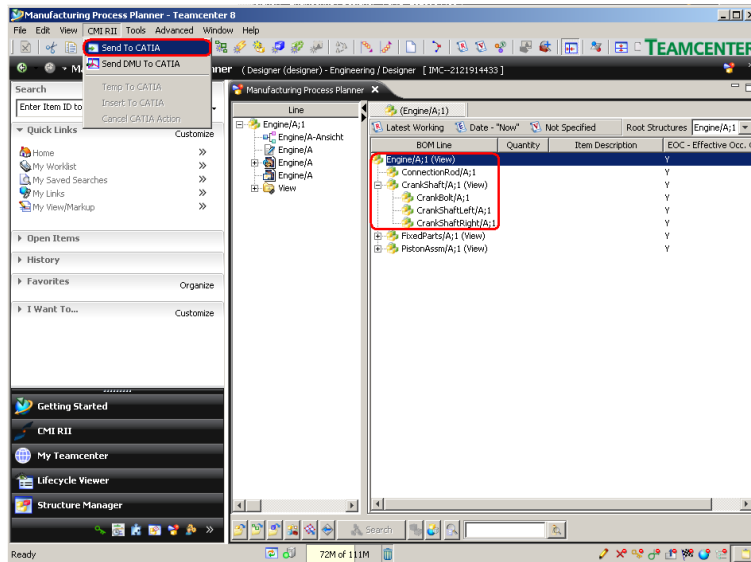 Manufacturing Process Planner - Teamcenter 8
File Edit View CMI RII Tools Advanced Window Help
Send To CATIA
Send DMU To CATIA
Temp To CATIA
Insert To CATIA
Cancel CATIA Action
TEAMCENTER
( Designer (designer) - Engineering / Designer [ IMC--2121914433 ]
Search
Enter Item ID to
Quick Links
Customize
Home
My Worklist
My Saved Searches
My Links
My View/Markup
Open Items
History
Favorites
Organize
I Want To...
Customize
Getting Started
CMI RII
My Teamcenter
Lifecycle Viewer
Structure Manager
Manufacturing Process Planner
Line
Engine/A;1
Engine/A-Ansicht
Engine/A
Engine/A
Engine/A
View
(Engine/A;1)
Latest Working Date - "Now" Not Specified Root Structures Engine/A;1
BOM Line Quantity Item Description EOC - Effective Occ.
Engine/A;1 (View) Y
ConnectionRod/A;1 Y
CrankShaft/A;1 (View) Y
CrankBolt/A;1 Y
CrankShaftLeft/A;1 Y
CrankShaftRight/A;1 Y
FixedParts/A;1 (View) Y
PistonAssm/A;1 (View) Y
Search
Ready
72M of 111M